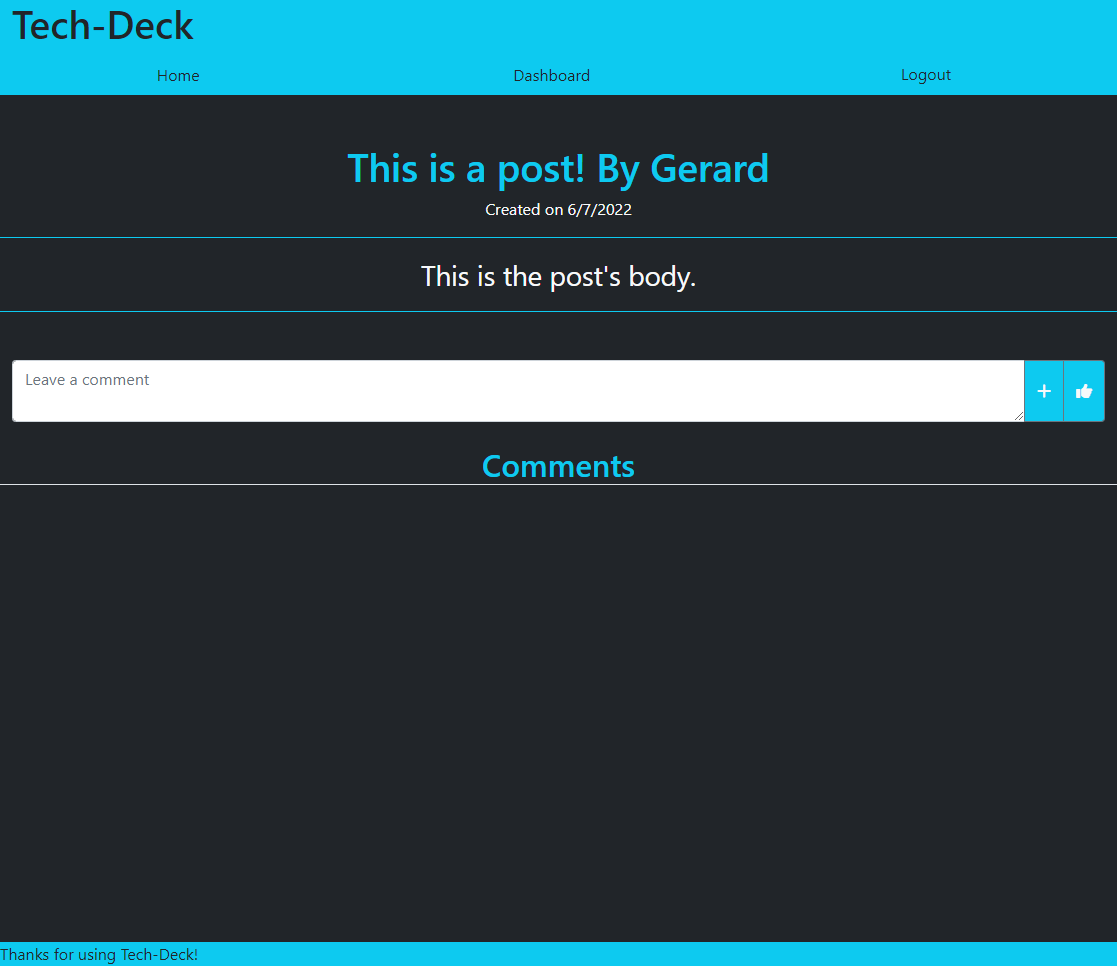 Tech-Deck
Home Dashboard Logout
This is a post! By Gerard
Created on 6/7/2022
This is the post's body.
Leave a comment
Comments
Thanks for using Tech-Deck!